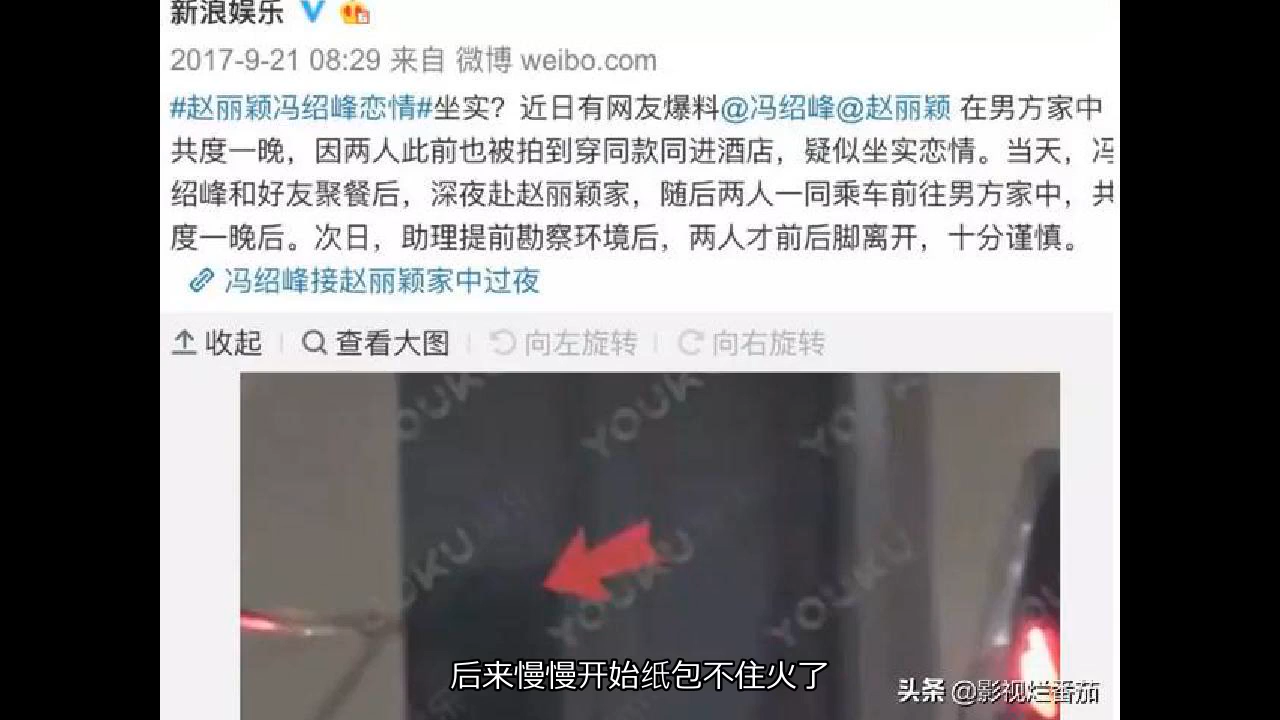 新浪娱乐
2017-9-21 08:29 来自 微博 weibo.com
#赵丽颖冯绍峰恋情#坐实？近日有网友爆料@冯绍峰@赵丽颖 在男方家中
共度一晚，因两人此前也被拍到穿同款同进酒店，疑似坐实恋情。当天，冯
绍峰和好友聚餐后，深夜赴赵丽颖家，随后两人一同乘车前往男方家中，共
度一晚后。次日，助理提前勘察环境后，两人才前后脚离开，十分谨慎。
冯绍峰接赵丽颖家中过夜
收起 查看大图 向左旋转 向右旋转
YOUKU YOUKU YOUKU
YOUKU YOUKU YOUKU
后来慢慢开始纸包不住火了
头条 @影视烂番茄